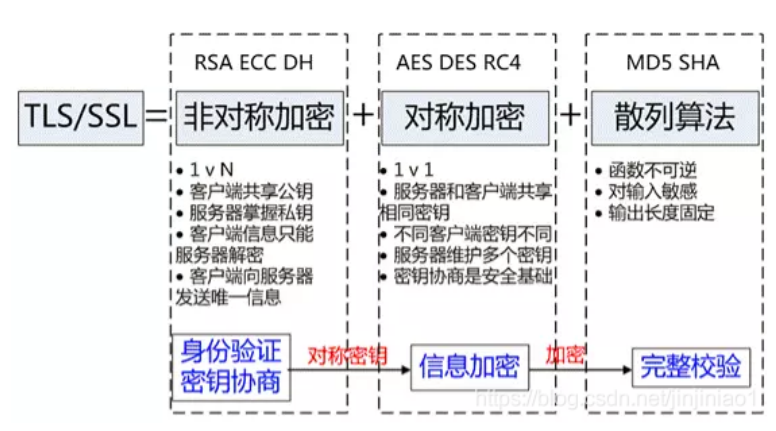 RSA ECC DH
AES DES RC4
MD5 SHA
TLS/SSL = 非对称加密 + 对称加密 + 散列算法
• 1 v N
• 客户端共享公钥
• 服务器掌握私钥
• 客户端信息只能
服务器解密
• 客户端向服务器
发送唯一信息
• 1 v 1
• 服务器和客户端共享
相同密钥
• 不同客户端密钥不同
• 服务器维护多个密钥
• 密钥协商是安全基础
• 函数不可逆
• 对输入敏感
• 输出长度固定
身份验证
密钥协商
对称密钥
信息加密
加密
完整校验
https://blog.csdn.net/jinjiniao1